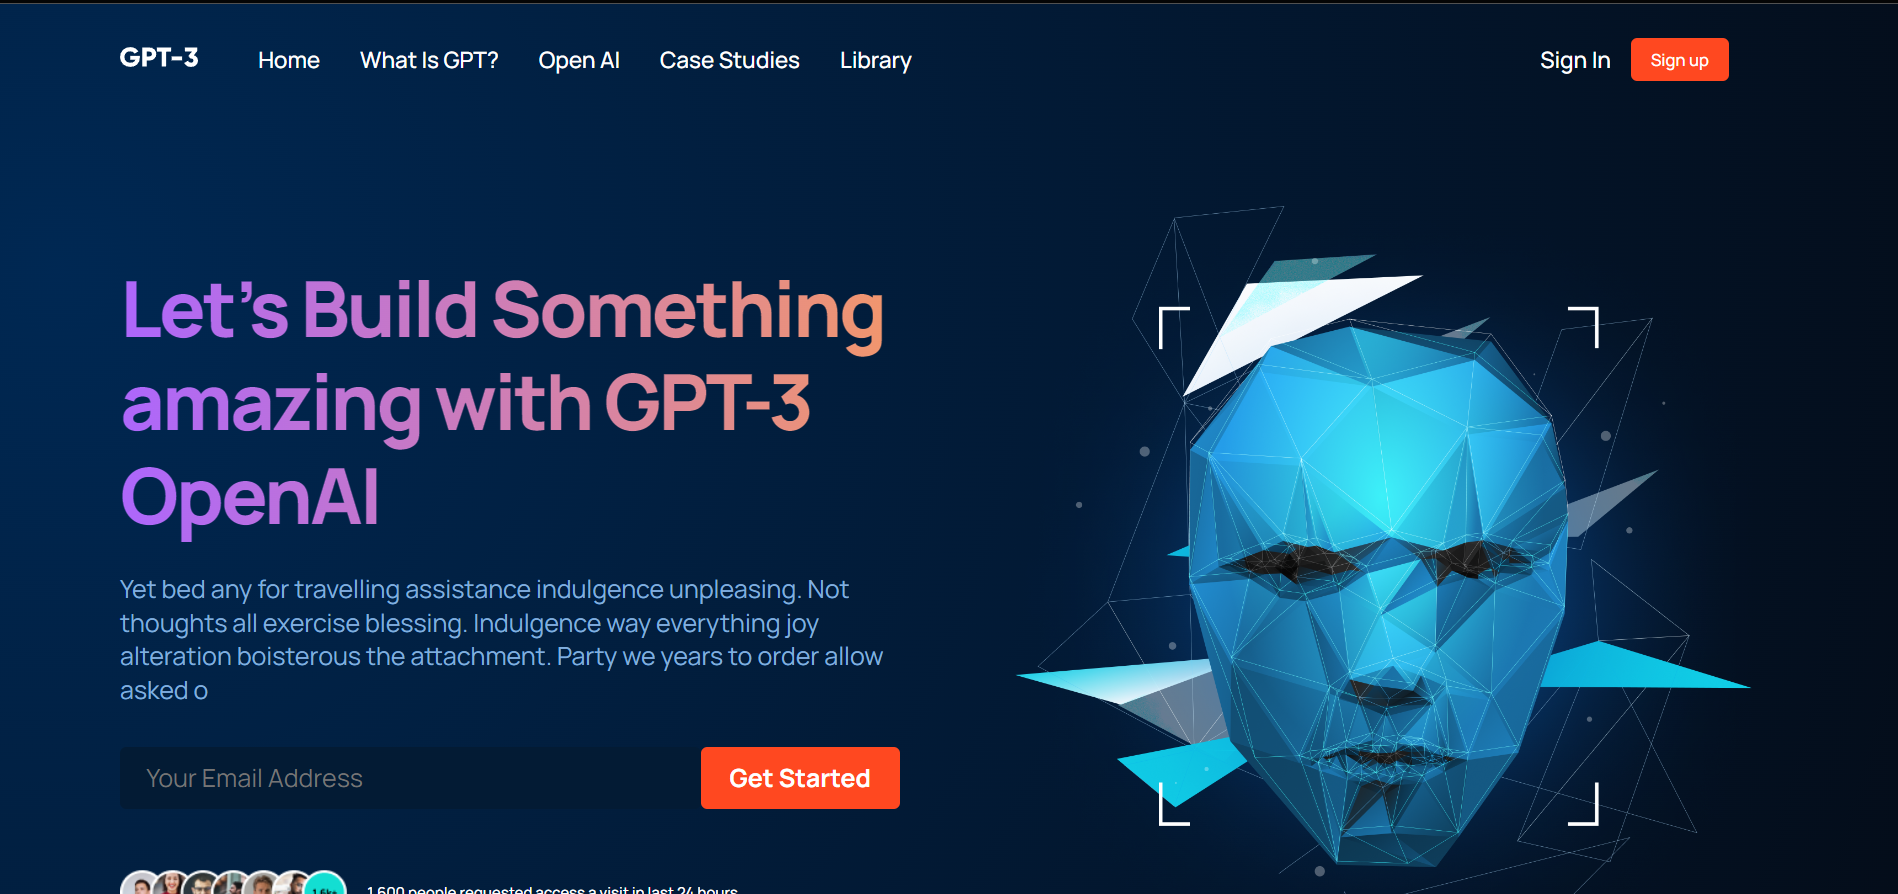 GPT-3 Home What Is GPT? Open AI Case Studies Library Sign In Sign up
Let’s Build Something
amazing with GPT-3
OpenAI
Yet bed any for travelling assistance indulgence unpleasing. Not
thoughts all exercise blessing. Indulgence way everything joy
alteration boisterous the attachment. Party we years to order allow
asked o
Your Email Address Get Started
1,600 people requested access a visit in last 24 hours